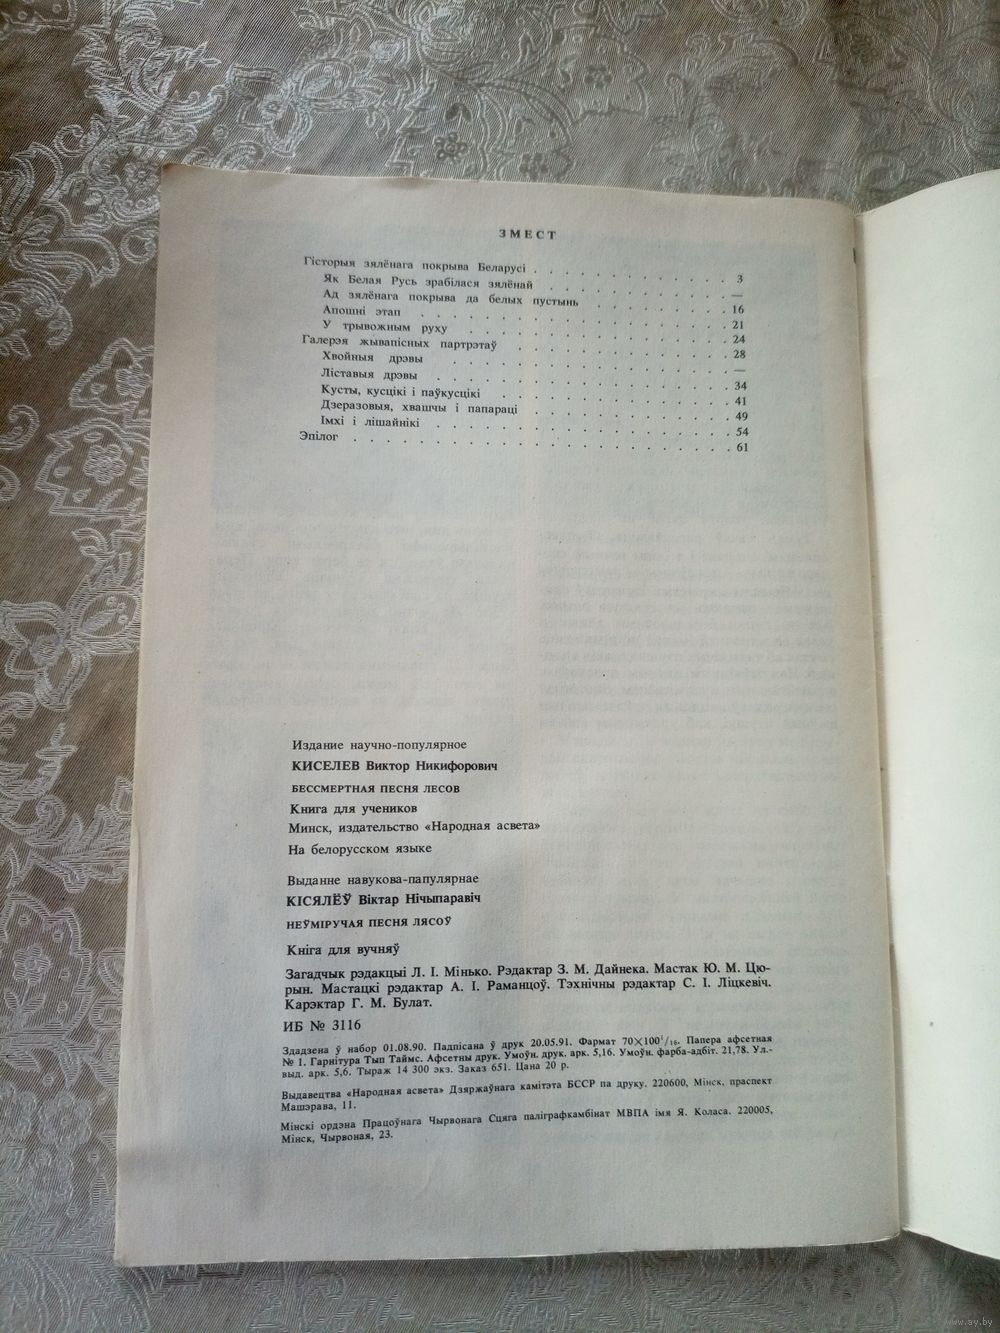 ЗМЕСТ
Гісторыя зялёнага покрыва Беларусі . . . . . . . . . . 3
Як Белая Русь зрабілася зялёнай . . . . . . . . . . —
Ад зялёнага покрыва да белых пустынь . . . . . . . 16
Апошні этап . . . . . . . . . . . . . . . 21
У трывожным руху . . . . . . . . . . . . . 24
Галерэя жывапісных партрэтаў . . . . . . . . . . . 28
Хвойныя дрэвы . . . . . . . . . . . . . . —
Ліставыя дрэвы . . . . . . . . . . . . . . 34
Кусты, кусцікі і паўкусцікі . . . . . . . . . . . 41
Дзеразовыя, хвашчы і папараці . . . . . . . . . . 49
Імхі і лішайнікі . . . . . . . . . . . . . . 54
Эпілог . . . . . . . . . . . . . . . . . 61
Издание научно-популярное
КИСЕЛЕВ Виктор Никифорович
БЕССМЕРТНАЯ ПЕСНЯ ЛЕСОВ
Книга для учеников
Минск, издательство «Народная асвета»
На белорусском языке
Выданне навукова-папулярнае
КІСЯЛЁЎ Віктар Нічыпаравіч
НЕЎМІРУЧАЯ ПЕСНЯ ЛЯСОЎ
Кніга для вучняў
Загадчык рэдакцыі Л. І. Мінько. Рэдактар З. М. Дайнека. Мастак Ю. М. Цю-
рын. Мастацкі рэдактар А. І. Раманцоў. Тэхнічны рэдактар С. І. Ліцкевіч.
Карэктар Г. М. Булат.
ИБ № 3116
Здадзена ў набор 01.08.90. Падпісана ў друк 20.05.91. Фармат 70×100¹/₁₆. Папера афсетная
№ 1. Гарнітура Тып Таймс. Афсетны друк. Умоўн. друк. арк. 5,16. Умоўн. фарба-адбіт. 21,78. Ул.-
выд. арк. 5,6. Тыраж 14 300 экз. Заказ 651. Цана 20 р.
Выдавецтва «Народная асвета» Дзяржаўнага камітэта БССР па друку. 220600, Мінск, праспект
Машэрава, 11.
Мінскі ордэна Працоўнага Чырвонага Сцяга паліграфкамбінат МВПА імя Я. Коласа. 220005,
Мінск, Чырвоная, 23.
www.ay.by